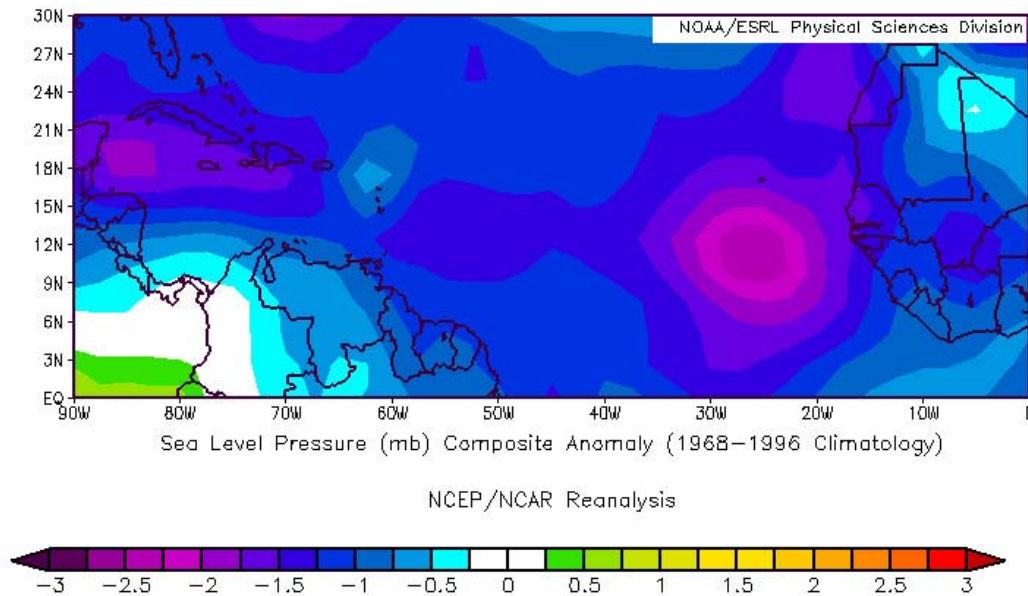 30N
NOAA/ESRL Physical Sciences Division
27N
24N
21N
18N
15N
12N
9N
6N
3N
EQ
90W 80W 70W 60W 50W 40W 30W 20W 10W
Sea Level Pressure (mb) Composite Anomaly (1968-1996 Climatology)
NCEP/NCAR Reanalysis
-3 -2.5 -2 -1.5 -1 -0.5 0 0.5 1 1.5 2 2.5 3